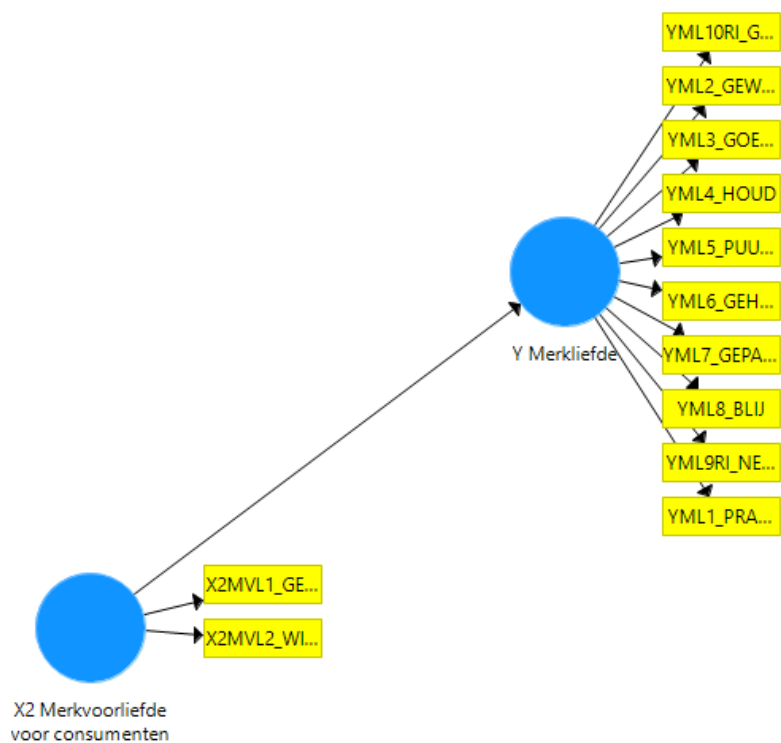 YML10RI_G...
YML2_GEW...
YML3_GOE...
YML4_HOUD
YML5_PUU...
YML6_GEH...
Y Merkliefde
YML7_GEPA...
YML8_BLIJ
YML9RI_NE...
YML1_PRA...
X2MVL1_GE...
X2MVL2_WI...
X2 Merkvoorliefde
voor consumenten